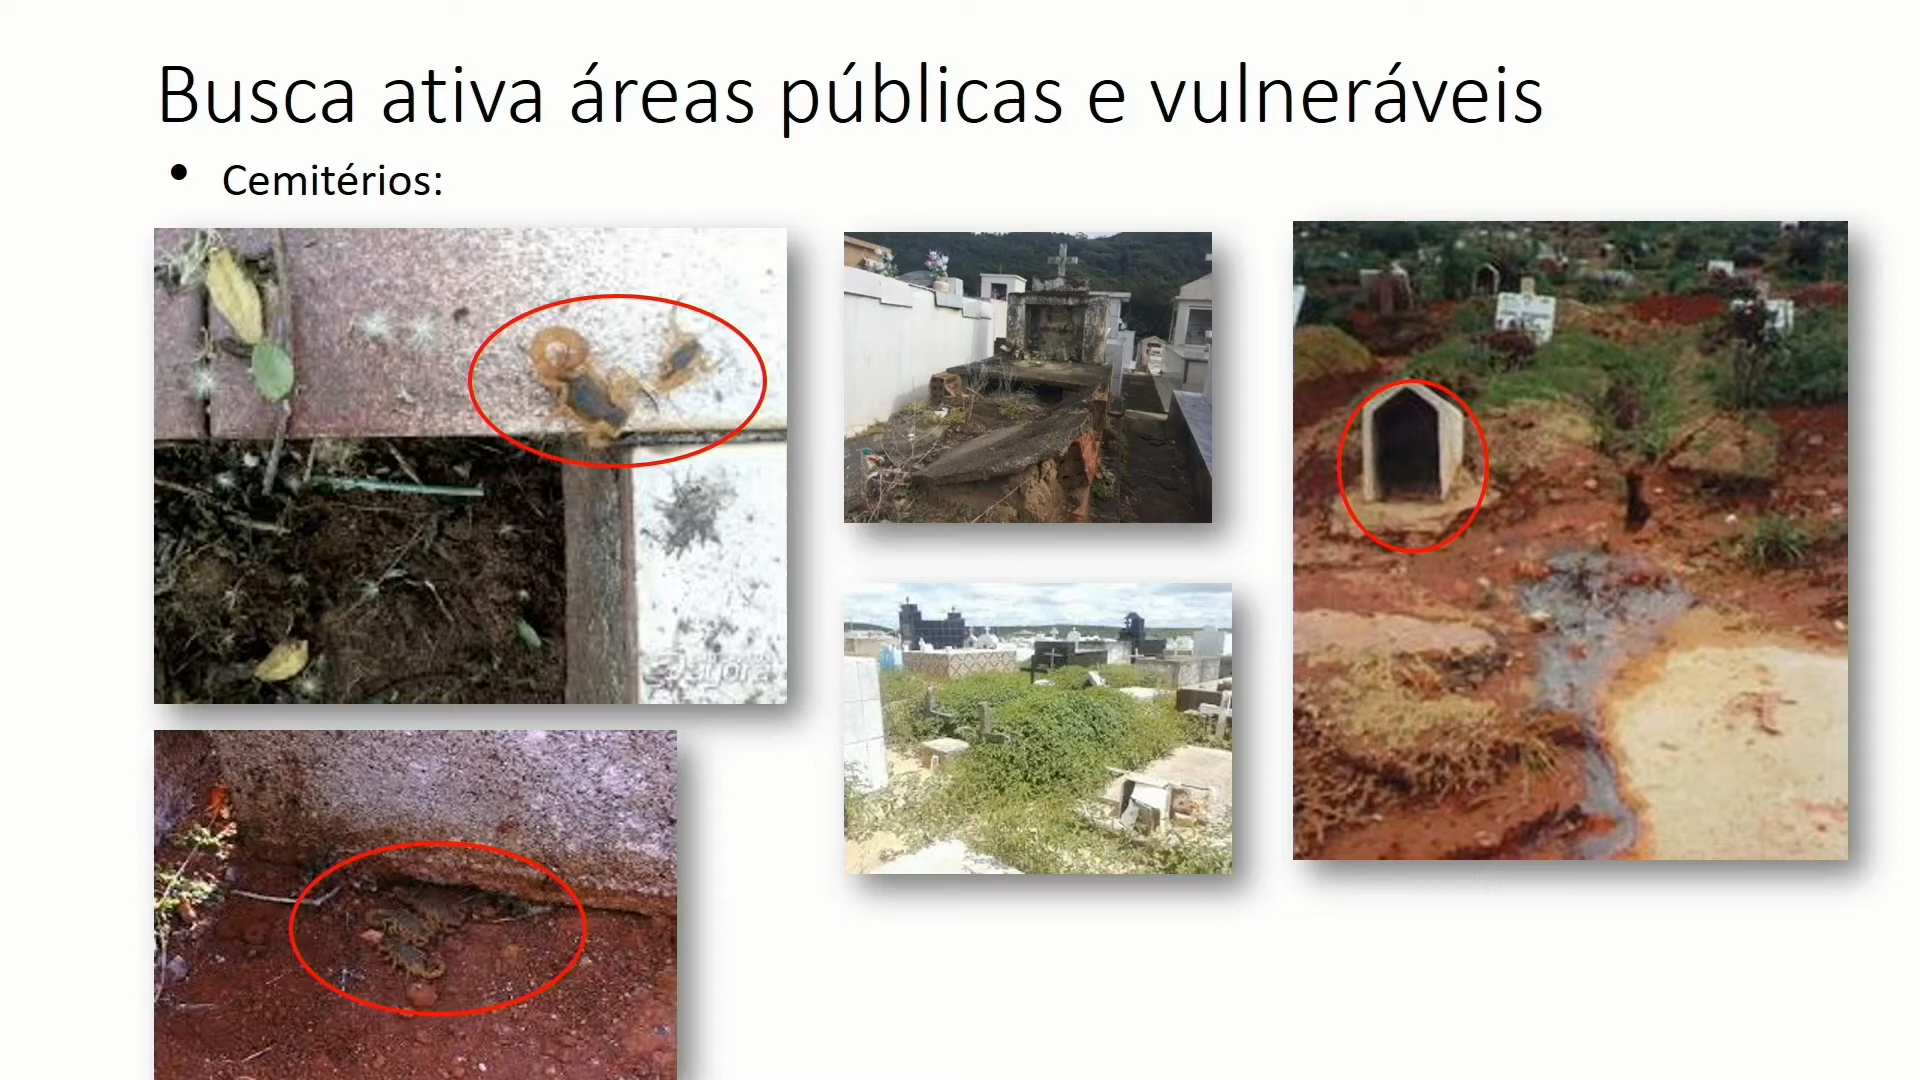 Busca ativa áreas públicas e vulneráveis
• Cemitérios: